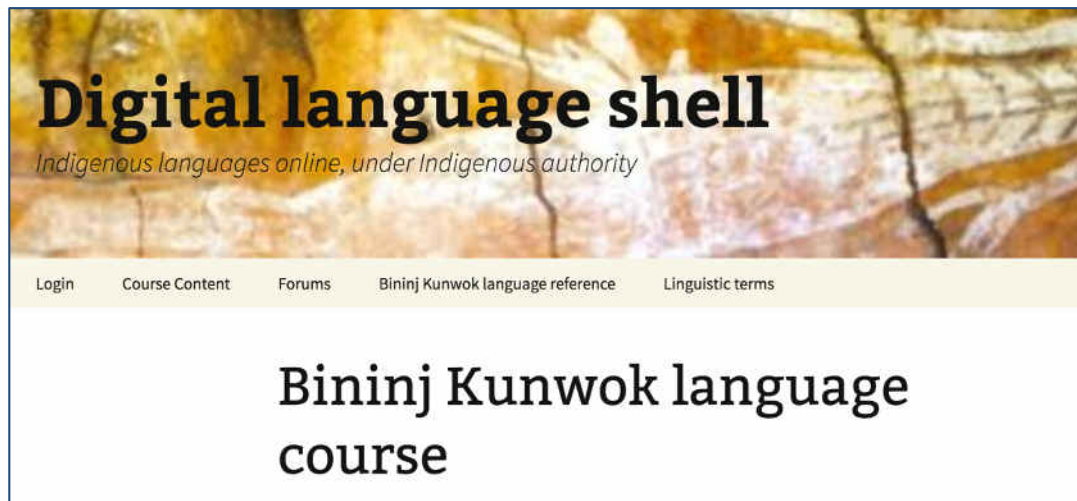 Digital language shell
Indigenous languages online, under Indigenous authority
Login Course Content Forums Bininj Kunwok language reference Linguistic terms
Bininj Kunwok language
course